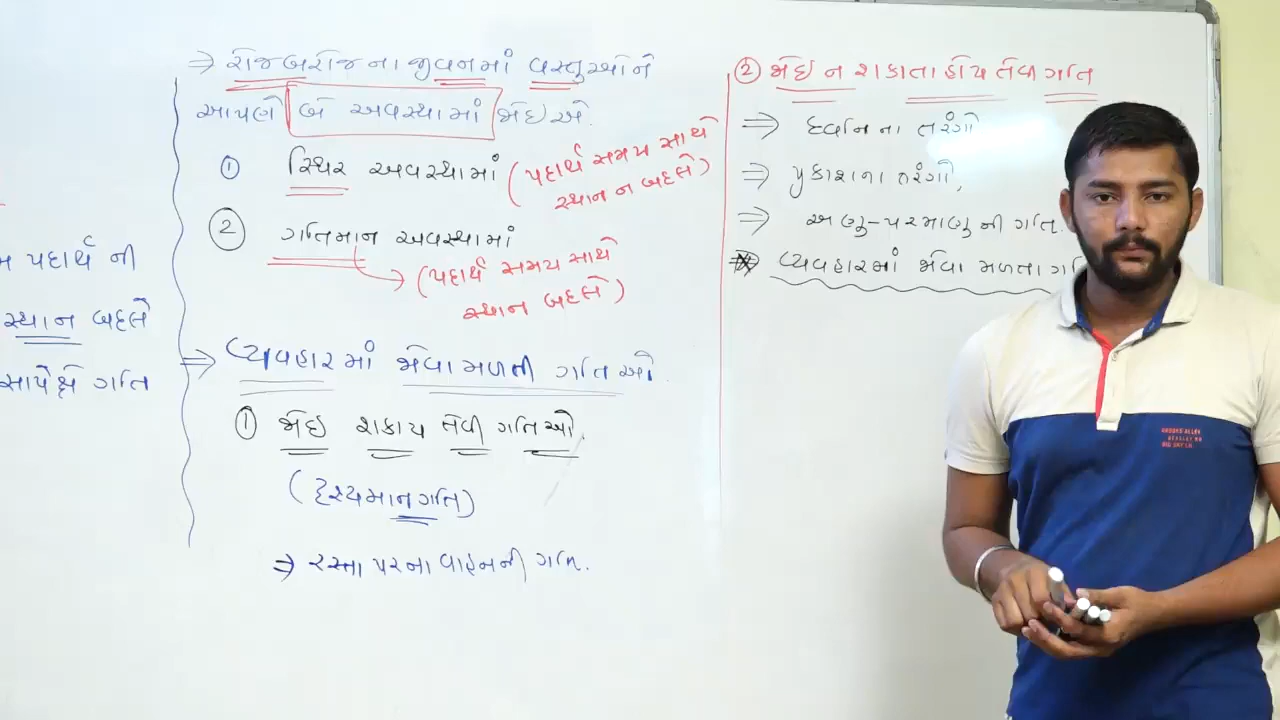 પદાર્થ ની
સ્થાન બદલે
સાપેક્ષ ગતિ
⇒ રોજબરોજ ના જીવનમાં વસ્તુઓને
આપણે બે અવસ્થામાં જોઇએ.
① સ્થિર અવસ્થામાં (પદાર્થ સમય સાથે
સ્થાન ન બદલે)
② ગતિમાન અવસ્થામાં
→ (પદાર્થ સમય સાથે
સ્થાન બદલે)
⇒ વ્યવહારમાં જોવા મળતી ગતિઓ.
① જોઇ શકાય તેવી ગતિઓ.
(દ્રશ્યમાન ગતિ)
⇒ રસ્તા પરના વાહનની ગતિ.
② જોઇ ન શકાતા હોય તેવા ગતિ
⇒ ધ્વનિના તરંગો
⇒ પ્રકાશના તરંગો,
⇒ અણુ-પરમાણુ ની ગતિ.
⇒ વ્યવહારમાં જોવા મળતા